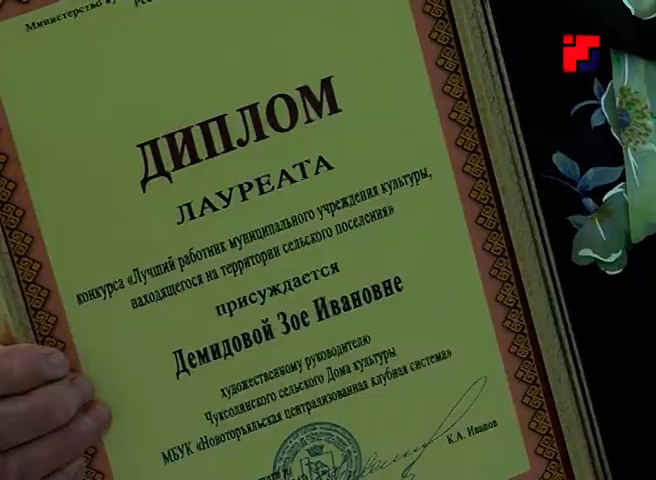 Министерство
ДИПЛОМ
ЛАУРЕАТА
конкурса «Лучший работник муниципального учреждения культуры,
находящегося на территории сельского поселения»
присуждается
Демидовой Зое Ивановне
художественному руководителю
Чуксолинского сельского Дома культуры
МБУК «Новоторъяльская централизованная клубная система»
К.А. Иванов